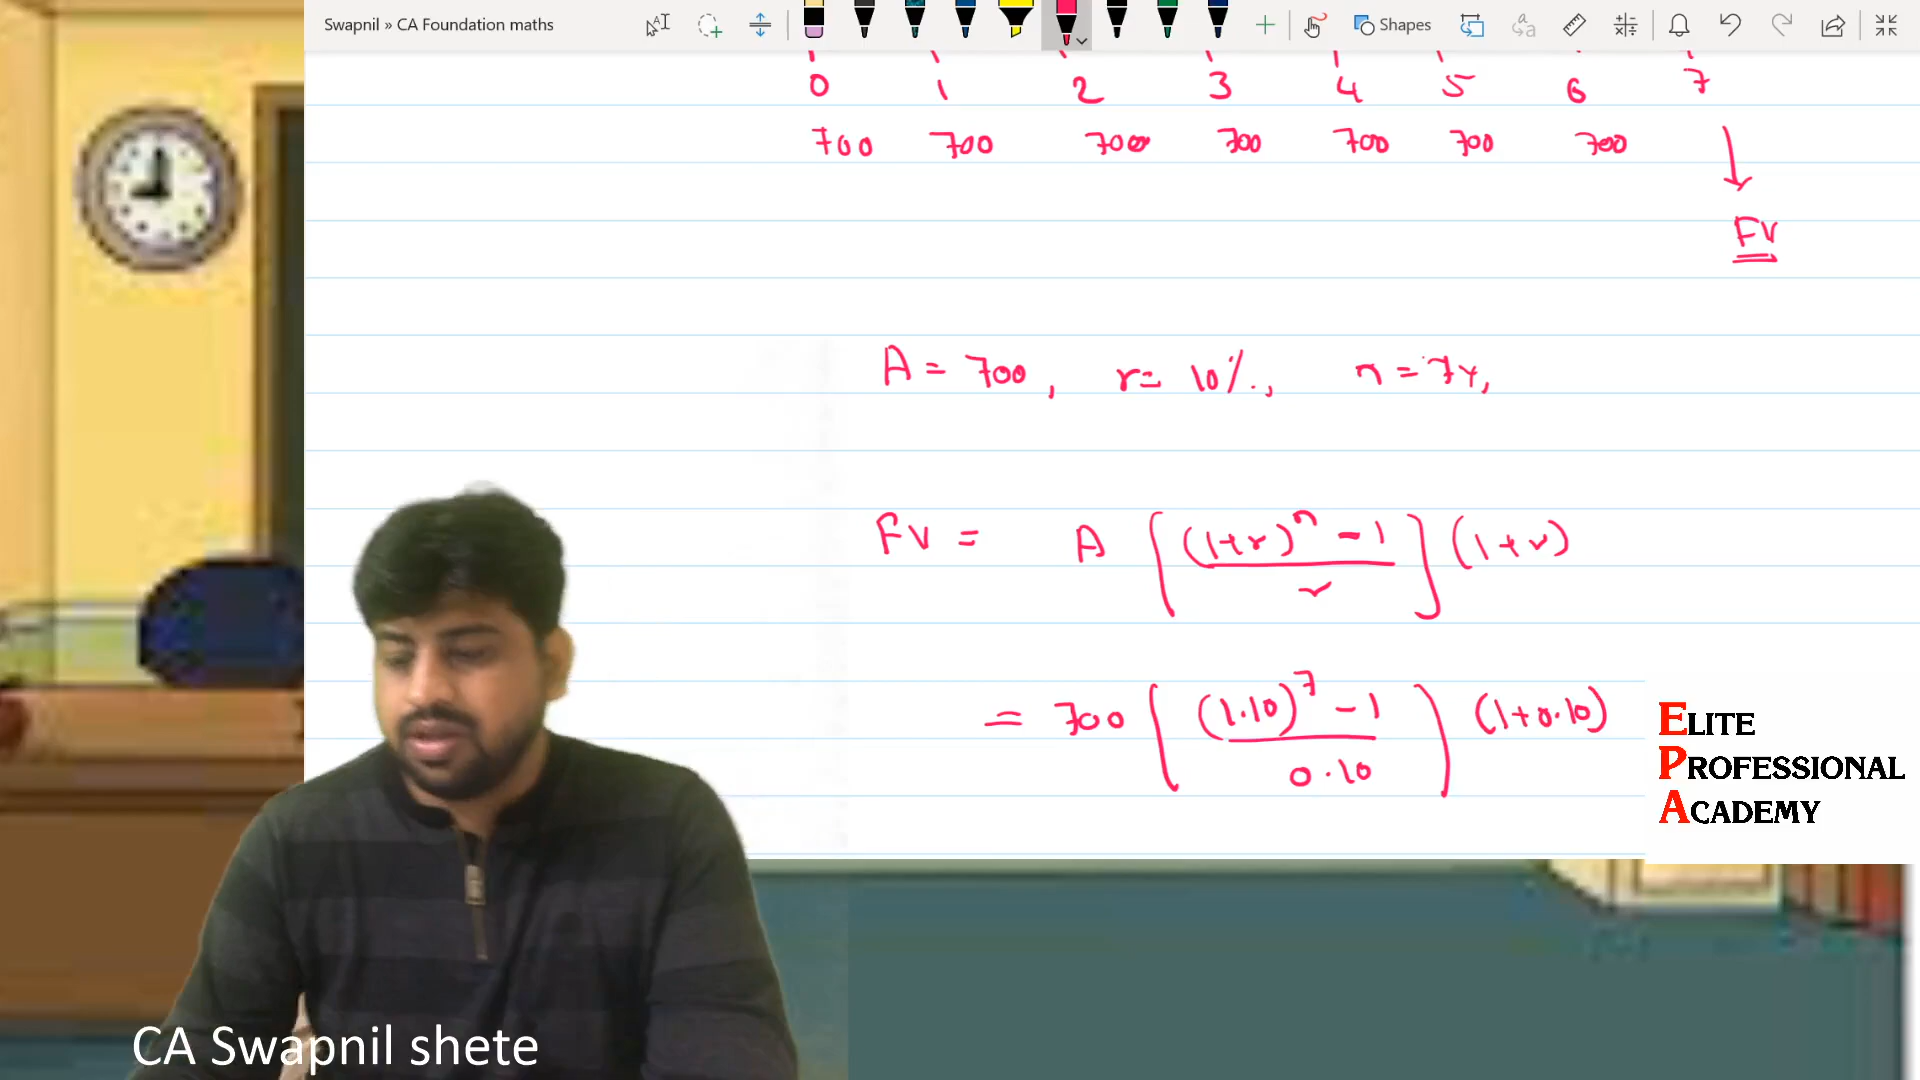 Swapnil » CA Foundation maths
Shapes
0 1 2 3 4 5 6 7
700 700 700 700 700 700 700
FV
A = 700, r = 10%., n = 7Y,
FV = A [ (1+r)^n - 1 / r ] (1+r)
= 700 [ (1.10)^7 - 1 / 0.10 ] (1+0.10)
ELITE
PROFESSIONAL
ACADEMY
CA Swapnil shete